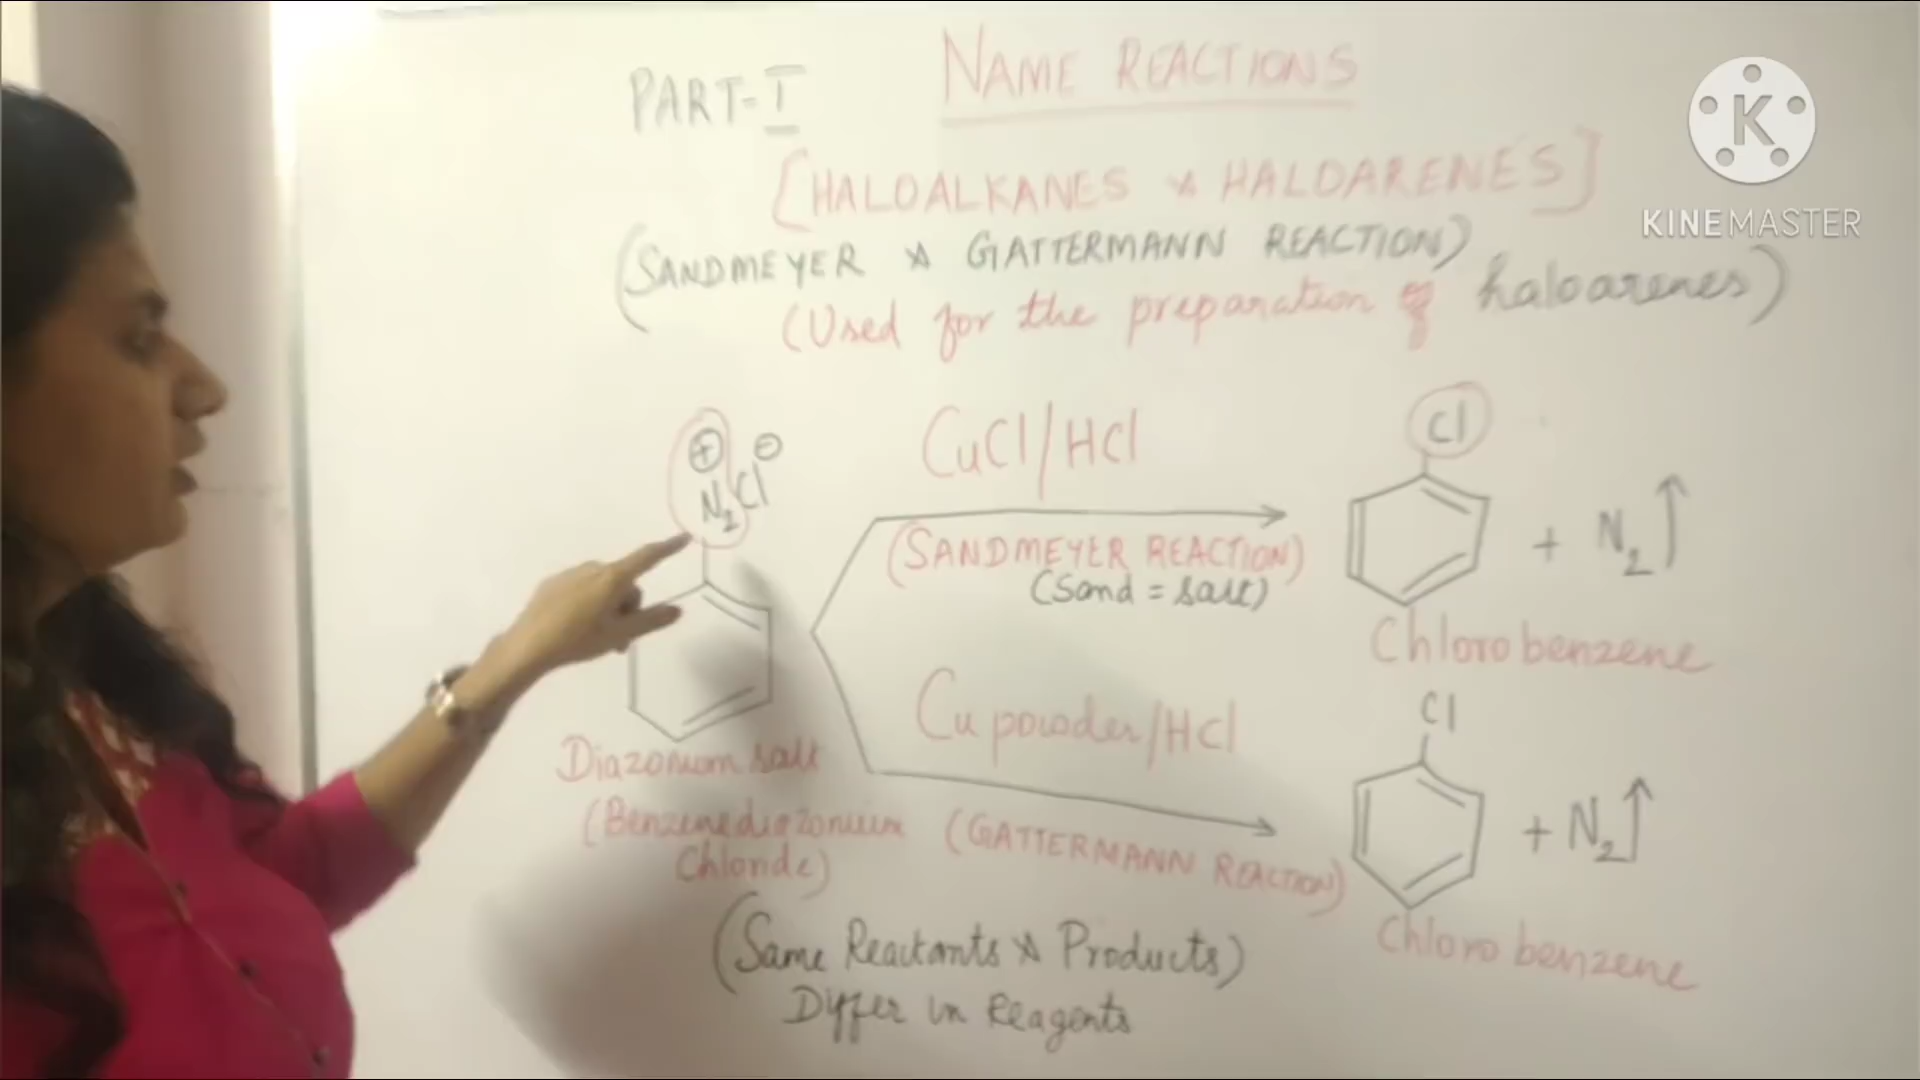 PART-I
NAME REACTIONS
[HALOALKANES & HALOARENES]
(SANDMEYER & GATTERMANN REACTION)
(Used for the preparation of haloarenes)
⊕ ⊖
N2Cl
CuCl/HCl
(SANDMEYER REACTION)
(Sand = salt)
Cl
+ N2↑
Chlorobenzene
Diazonium salt
(Benzenediazonium
Chloride)
Cu powder/HCl
(GATTERMANN REACTION)
Cl
+ N2↑
Chlorobenzene
(Same Reactants & Products)
Differ in Reagents
K
KINEMASTER